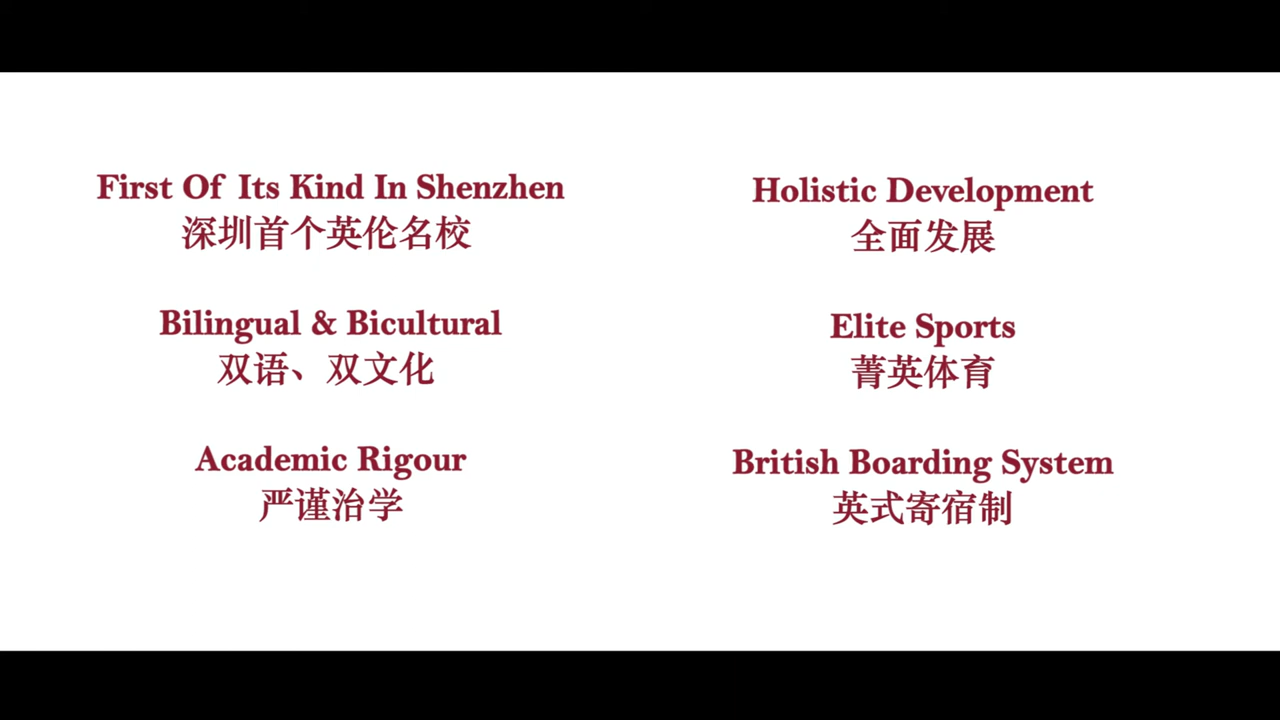 First Of Its Kind In Shenzhen
深圳首个英伦名校
Bilingual & Bicultural
双语、双文化
Academic Rigour
严谨治学
Holistic Development
全面发展
Elite Sports
菁英体育
British Boarding System
英式寄宿制